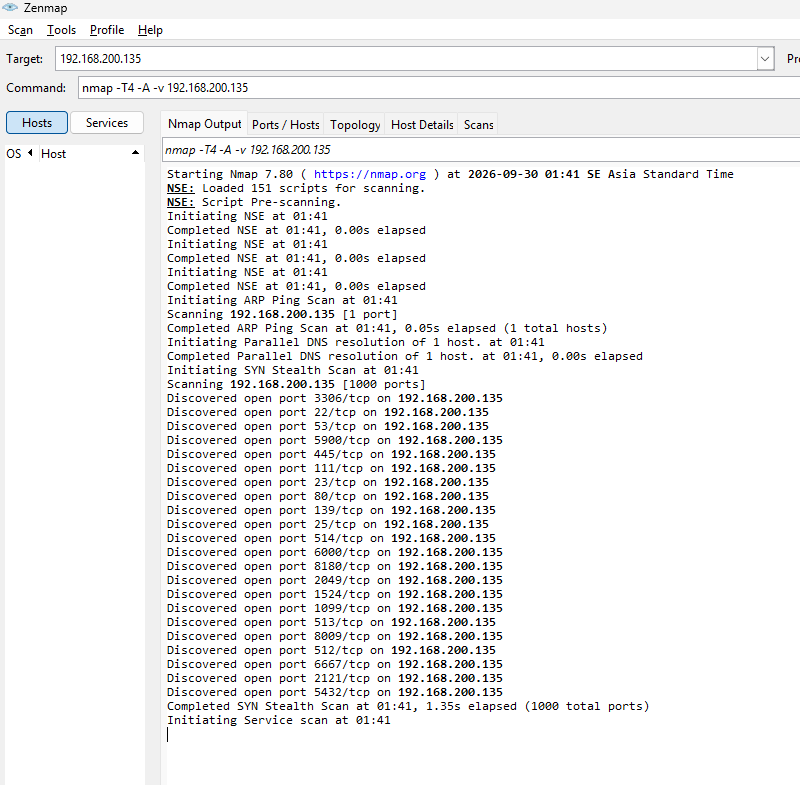 Zenmap
Scan Tools Profile Help
Target: 192.168.200.135 Pr
Command: nmap -T4 -A -v 192.168.200.135
Hosts Services
OS Host
Nmap Output Ports / Hosts Topology Host Details Scans
nmap -T4 -A -v 192.168.200.135
Starting Nmap 7.80 ( https://nmap.org ) at 2026-09-30 01:41 SE Asia Standard Time
NSE: Loaded 151 scripts for scanning.
NSE: Script Pre-scanning.
Initiating NSE at 01:41
Completed NSE at 01:41, 0.00s elapsed
Initiating NSE at 01:41
Completed NSE at 01:41, 0.00s elapsed
Initiating NSE at 01:41
Completed NSE at 01:41, 0.00s elapsed
Initiating ARP Ping Scan at 01:41
Scanning 192.168.200.135 [1 port]
Completed ARP Ping Scan at 01:41, 0.05s elapsed (1 total hosts)
Initiating Parallel DNS resolution of 1 host. at 01:41
Completed Parallel DNS resolution of 1 host. at 01:41, 0.00s elapsed
Initiating SYN Stealth Scan at 01:41
Scanning 192.168.200.135 [1000 ports]
Discovered open port 3306/tcp on 192.168.200.135
Discovered open port 22/tcp on 192.168.200.135
Discovered open port 53/tcp on 192.168.200.135
Discovered open port 5900/tcp on 192.168.200.135
Discovered open port 445/tcp on 192.168.200.135
Discovered open port 111/tcp on 192.168.200.135
Discovered open port 23/tcp on 192.168.200.135
Discovered open port 80/tcp on 192.168.200.135
Discovered open port 139/tcp on 192.168.200.135
Discovered open port 25/tcp on 192.168.200.135
Discovered open port 514/tcp on 192.168.200.135
Discovered open port 6000/tcp on 192.168.200.135
Discovered open port 8180/tcp on 192.168.200.135
Discovered open port 2049/tcp on 192.168.200.135
Discovered open port 1524/tcp on 192.168.200.135
Discovered open port 1099/tcp on 192.168.200.135
Discovered open port 513/tcp on 192.168.200.135
Discovered open port 8009/tcp on 192.168.200.135
Discovered open port 512/tcp on 192.168.200.135
Discovered open port 6667/tcp on 192.168.200.135
Discovered open port 2121/tcp on 192.168.200.135
Discovered open port 5432/tcp on 192.168.200.135
Completed SYN Stealth Scan at 01:41, 1.35s elapsed (1000 total ports)
Initiating Service scan at 01:41